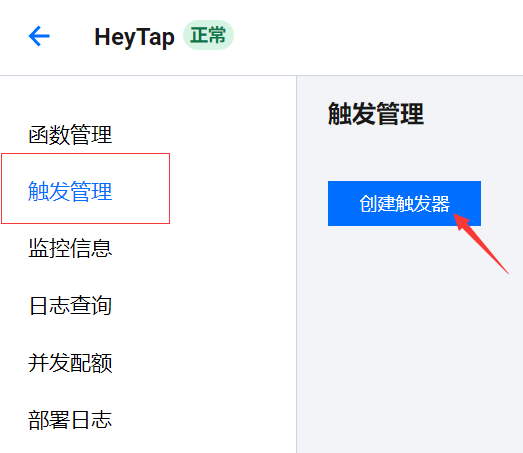 HeyTap 正常
函数管理
触发管理
监控信息
日志查询
并发配额
部署日志
触发管理
创建触发器